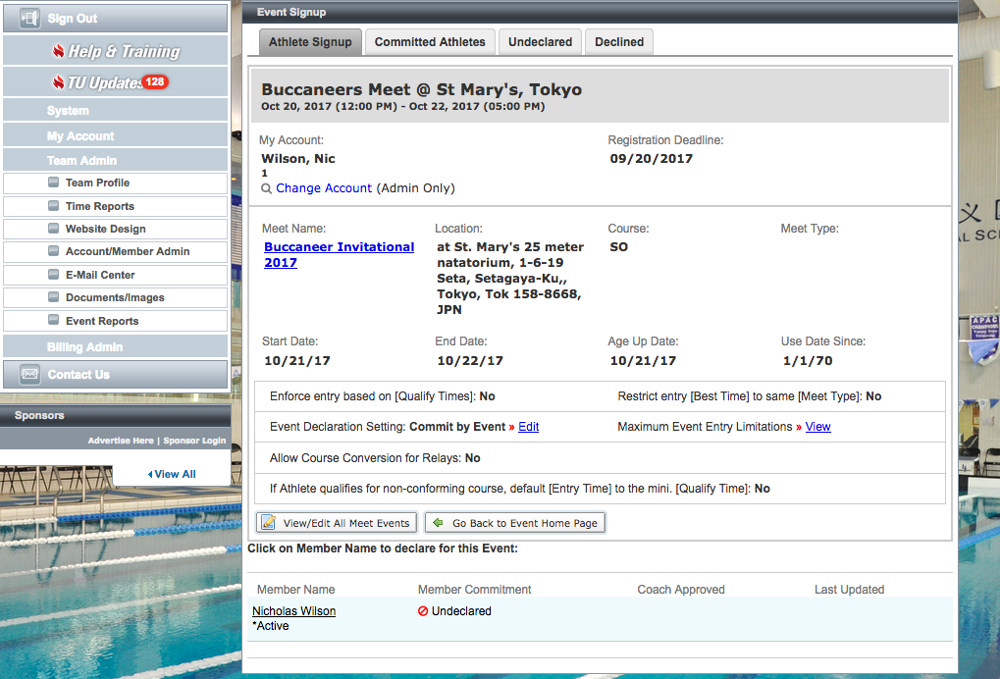 Sign Out
Help & Training
TU Updates 128
System
My Account
Team Admin
Team Profile
Time Reports
Website Design
Account/Member Admin
E-Mail Center
Documents/Images
Event Reports
Billing Admin
Contact Us
Sponsors
Advertise Here | Sponsor Login
View All
Event Signup
Athlete Signup Committed Athletes Undeclared Declined
Buccaneers Meet @ St Mary's, Tokyo
Oct 20, 2017 (12:00 PM) - Oct 22, 2017 (05:00 PM)
My Account: Registration Deadline:
Wilson, Nic 09/20/2017
1
Change Account (Admin Only)
Meet Name: Location: Course: Meet Type:
Buccaneer Invitational at St. Mary's 25 meter SO
2017 natatorium, 1-6-19
Seta, Setagaya-Ku,,
Tokyo, Tok 158-8668,
JPN
Start Date: End Date: Age Up Date: Use Date Since:
10/21/17 10/22/17 10/21/17 1/1/70
Enforce entry based on [Qualify Times]: No Restrict entry [Best Time] to same [Meet Type]: No
Event Declaration Setting: Commit by Event » Edit Maximum Event Entry Limitations » View
Allow Course Conversion for Relays: No
If Athlete qualifies for non-conforming course, default [Entry Time] to the mini. [Qualify Time]: No
View/Edit All Meet Events Go Back to Event Home Page
Click on Member Name to declare for this Event:
Member Name Member Commitment Coach Approved Last Updated
Nicholas Wilson Undeclared
*Active
APAC
CHAMPIONS